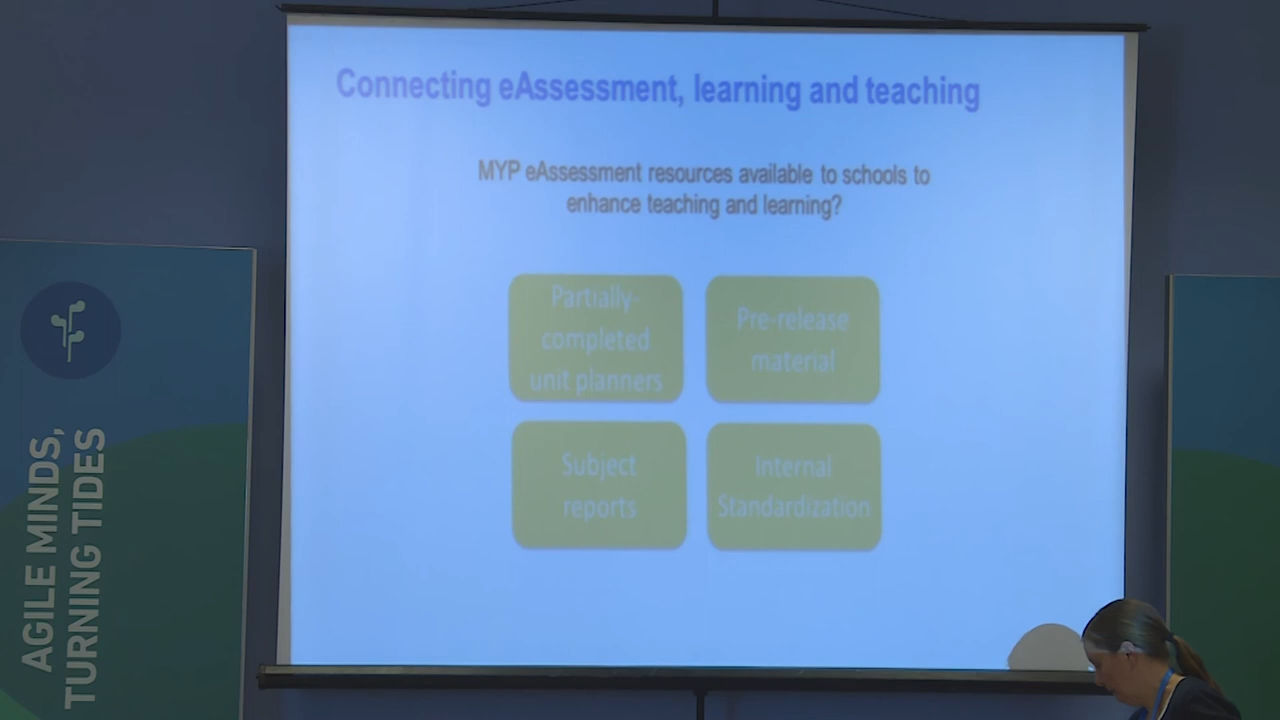 Connecting eAssessment, learning and teaching
MYP eAssessment resources available to schools to
enhance teaching and learning?
Partially-
completed
unit planners
Pre-release
material
Subject
reports
Internal
Standardization
AGILE MINDS,
TURNING TIDES